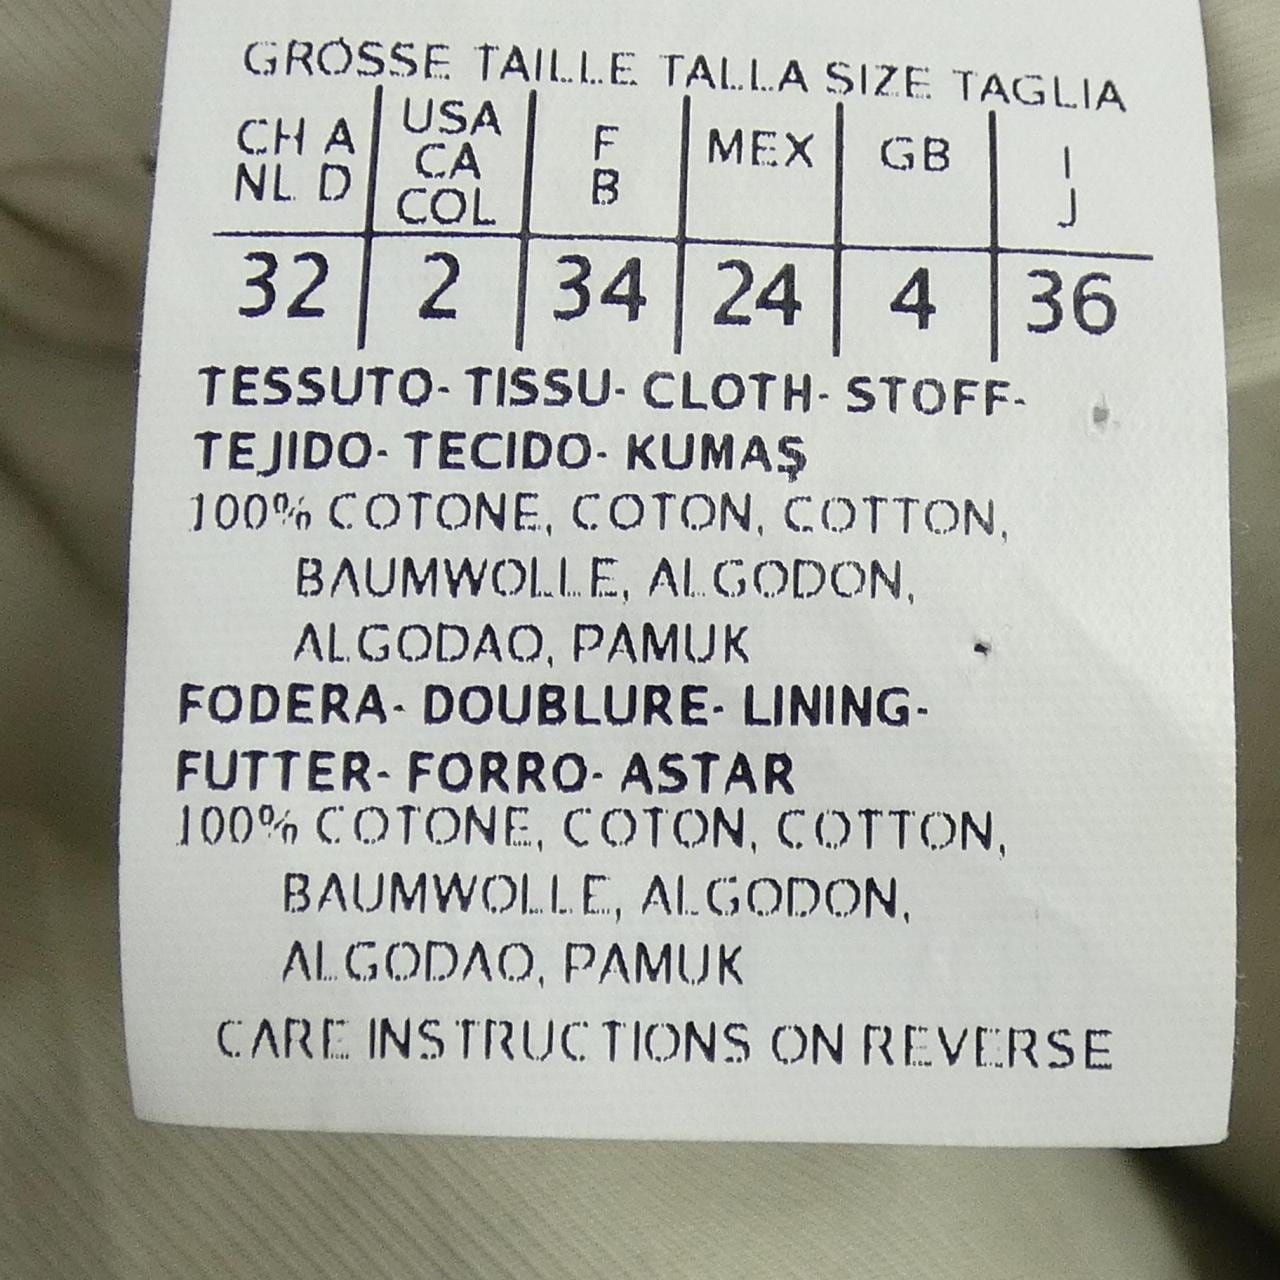 GRÖSSE TAILLE TALLA SIZE TAGLIA
CH A NL D | USA CA COL | F B | MEX | GB | I J
32 | 2 | 34 | 24 | 4 | 36
TESSUTO- TISSU- CLOTH- STOFF-
TEJIDO- TECIDO- KUMAŞ
100% COTONE, COTON, COTTON,
BAUMWOLLE, ALGODON,
ALGODAO, PAMUK
FODERA- DOUBLURE- LINING-
FUTTER- FORRO- ASTAR
100% COTONE, COTON, COTTON,
BAUMWOLLE, ALGODON,
ALGODAO, PAMUK
CARE INSTRUCTIONS ON REVERSE